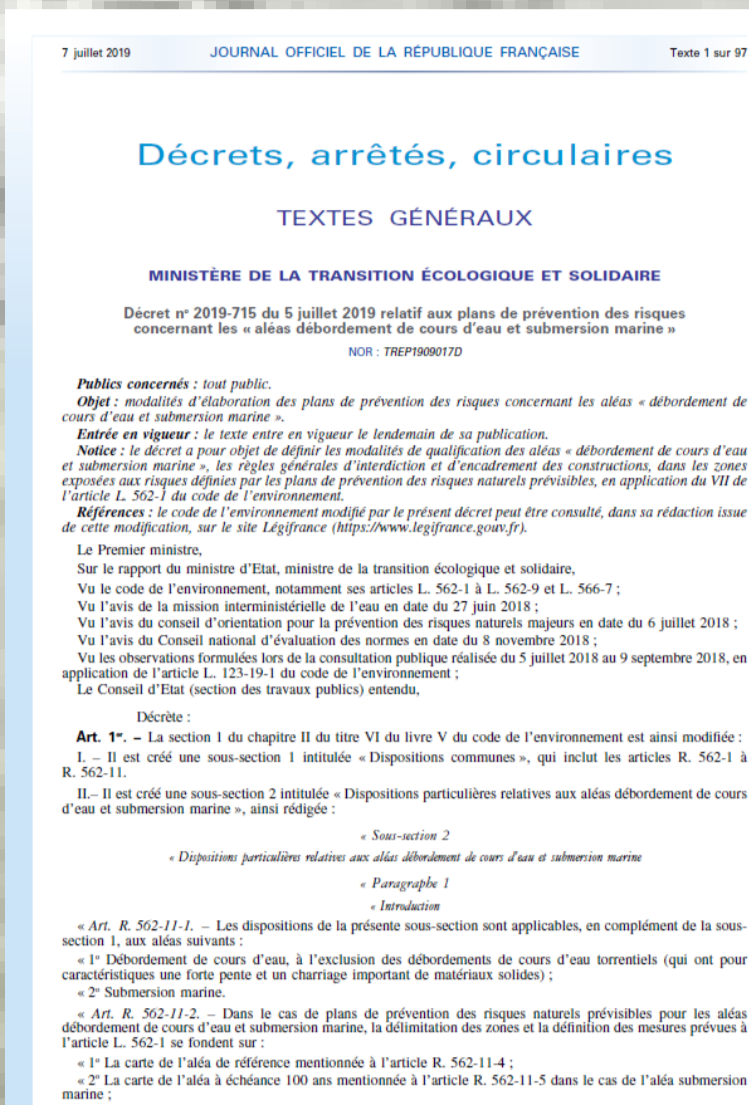 7 juillet 2019 JOURNAL OFFICIEL DE LA RÉPUBLIQUE FRANÇAISE Texte 1 sur 97
Décrets, arrêtés, circulaires
TEXTES GÉNÉRAUX
MINISTÈRE DE LA TRANSITION ÉCOLOGIQUE ET SOLIDAIRE
Décret nº 2019-715 du 5 juillet 2019 relatif aux plans de prévention des risques
concernant les « aléas débordement de cours d'eau et submersion marine »
NOR : TREP1909017D
Publics concernés : tout public.
Objet : modalités d'élaboration des plans de prévention des risques concernant les aléas « débordement de
cours d'eau et submersion marine ».
Entrée en vigueur : le texte entre en vigueur le lendemain de sa publication.
Notice : le décret a pour objet de définir les modalités de qualification des aléas « débordement de cours d'eau
et submersion marine », les règles générales d'interdiction et d'encadrement des constructions, dans les zones
exposées aux risques définies par les plans de prévention des risques naturels prévisibles, en application du VII de
l'article L. 562-1 du code de l'environnement.
Références : le code de l'environnement modifié par le présent décret peut être consulté, dans sa rédaction issue
de cette modification, sur le site Légifrance (https://www.legifrance.gouv.fr).
Le Premier ministre,
Sur le rapport du ministre d'Etat, ministre de la transition écologique et solidaire,
Vu le code de l'environnement, notamment ses articles L. 562-1 à L. 562-9 et L. 566-7 ;
Vu l'avis de la mission interministérielle de l'eau en date du 27 juin 2018 ;
Vu l'avis du conseil d'orientation pour la prévention des risques naturels majeurs en date du 6 juillet 2018 ;
Vu l'avis du Conseil national d'évaluation des normes en date du 8 novembre 2018 ;
Vu les observations formulées lors de la consultation publique réalisée du 5 juillet 2018 au 9 septembre 2018, en
application de l'article L. 123-19-1 du code de l'environnement ;
Le Conseil d'Etat (section des travaux publics) entendu,
Décrète :
Art. 1er. – La section 1 du chapitre II du titre VI du livre V du code de l'environnement est ainsi modifiée :
I. – Il est créé une sous-section 1 intitulée « Dispositions communes », qui inclut les articles R. 562-1 à
R. 562-11.
II.– Il est créé une sous-section 2 intitulée « Dispositions particulières relatives aux aléas débordement de cours
d'eau et submersion marine », ainsi rédigée :
« Sous-section 2
« Dispositions particulières relatives aux aléas débordement de cours d'eau et submersion marine
« Paragraphe 1
« Introduction
« Art. R. 562-11-1. – Les dispositions de la présente sous-section sont applicables, en complément de la sous-
section 1, aux aléas suivants :
« 1º Débordement de cours d'eau, à l'exclusion des débordements de cours d'eau torrentiels (qui ont pour
caractéristiques une forte pente et un charriage important de matériaux solides) ;
« 2º Submersion marine.
« Art. R. 562-11-2. – Dans le cas de plans de prévention des risques naturels prévisibles pour les aléas
débordement de cours d'eau et submersion marine, la délimitation des zones et la définition des mesures prévues à
l'article L. 562-1 se fondent sur :
« 1º La carte de l'aléa de référence mentionnée à l'article R. 562-11-4 ;
« 2º La carte de l'aléa à échéance 100 ans mentionnée à l'article R. 562-11-5 dans le cas de l'aléa submersion
marine ;